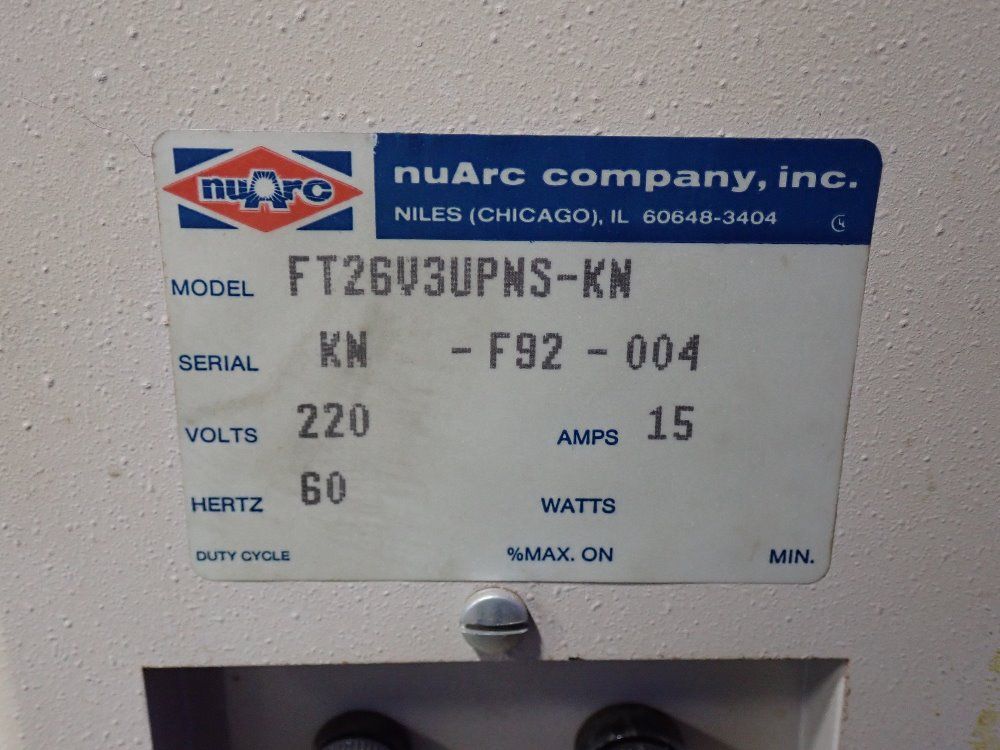 nuArc
nuArc company, inc.
NILES (CHICAGO), IL 60648-3404
MODEL FT26V3UPNS-KN
SERIAL KN - F92 - 004
VOLTS 220 AMPS 15
HERTZ 60 WATTS
DUTY CYCLE %MAX. ON MIN.